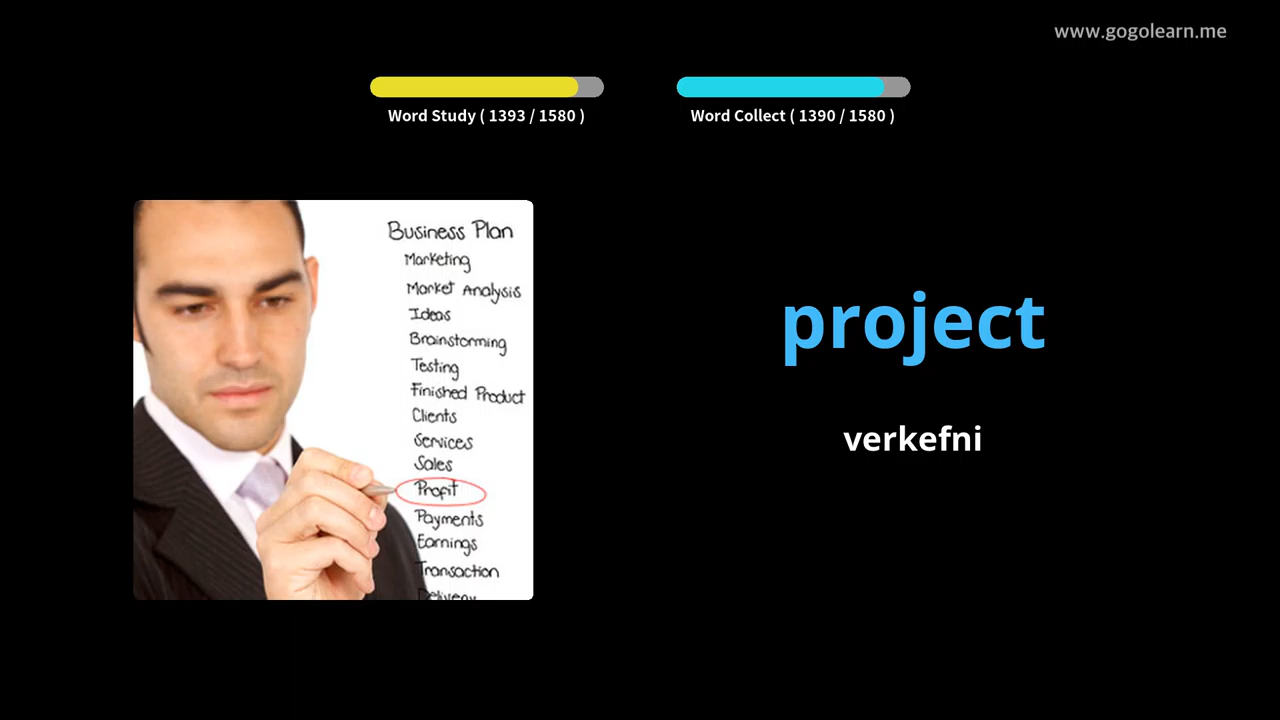 www.gogolearn.me
Word Study ( 1393 / 1580 )
Word Collect ( 1390 / 1580 )
Business Plan
Marketing
Market Analysis
Ideas
Brainstorming
Testing
Finished Product
Clients
Services
Sales
Profit
Payments
Earnings
Transaction
Delivery
project
verkefni